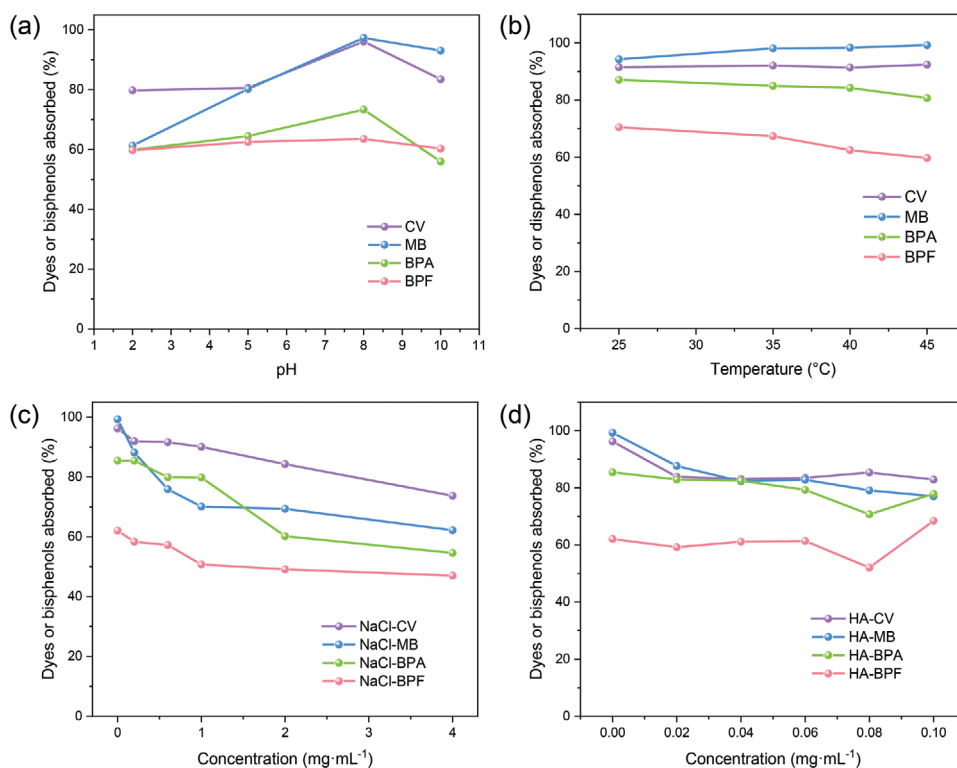 (a)
Dyes or bisphenols absorbed (%)
100
80
60
40
20
0
CV
MB
BPA
BPF
1 2 3 4 5 6 7 8 9 10 11
pH
(b)
Dyes or disphenols absorbed (%)
100
80
60
40
20
0
CV
MB
BPA
BPF
25 30 35 40 45
Temperature (°C)
(c)
Dyes or bisphenols absorbed (%)
100
80
60
40
20
0
NaCl-CV
NaCl-MB
NaCl-BPA
NaCl-BPF
0 1 2 3 4
Concentration (mg·mL⁻¹)
(d)
Dyes or bisphenols absorbed (%)
100
80
60
40
20
0
HA-CV
HA-MB
HA-BPA
HA-BPF
0.00 0.02 0.04 0.06 0.08 0.10
Concentration (mg·mL⁻¹)